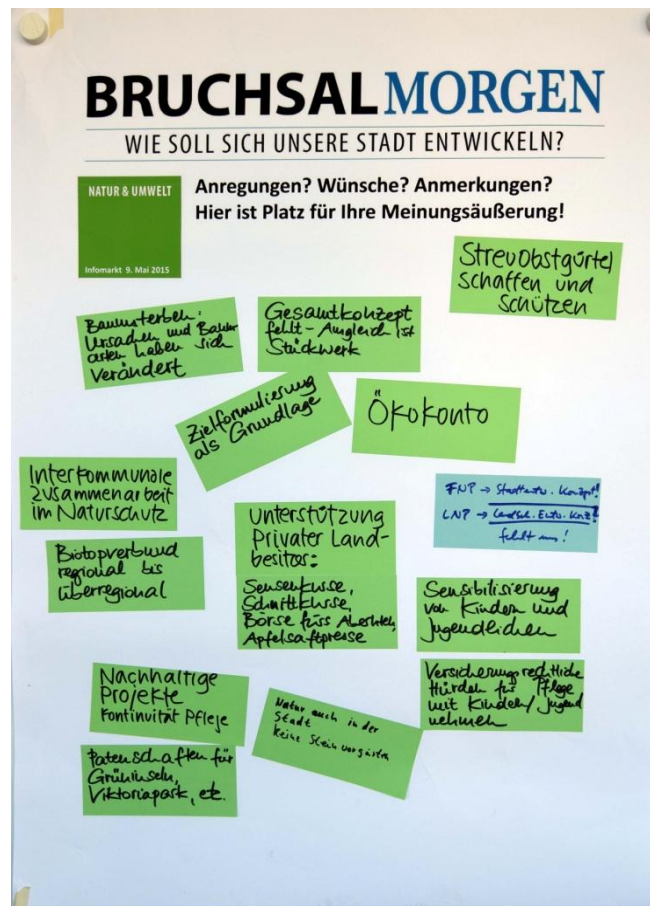 BRUCHSALMORGEN
WIE SOLL SICH UNSERE STADT ENTWICKELN?
NATUR & UMWELT
Infomarkt 9. Mai 2015
Anregungen? Wünsche? Anmerkungen?
Hier ist Platz für Ihre Meinungsäußerung!
Streuobstgürtel
schaffen und
schützen
Baumsterben:
Ursachen und Baum
arten haben sich
verändert
Gesamtkonzept
fehlt - Ausgleich ist
Stückwerk
Zielformulierung
als Grundlage
Ökokonto
Interkommunale
Zusammenarbeit
im Naturschutz
FNP → Stadtentw. Konzept!
LNP → Landsch. Entw. Konz!
fehlt uns!
Biotopverbund
regional bis
überregional
Unterstützung
Privater Land-
besitzer:
Sensenkurse,
Schnittkurse,
Börse fürs
Apfelsaftpresse
Sensibilisierung
von Kindern und
Jugendlichen
Versicherungsrechtliche
Hürden für Pflege
mit Kindern/Jugend
nehmen
Nachhaltige
Projekte
Kontinuität Pflege
Natur auch in der
Stadt
keine Steinvorgärten
Patenschaften für
Grüninseln,
Viktoriapark, etc.